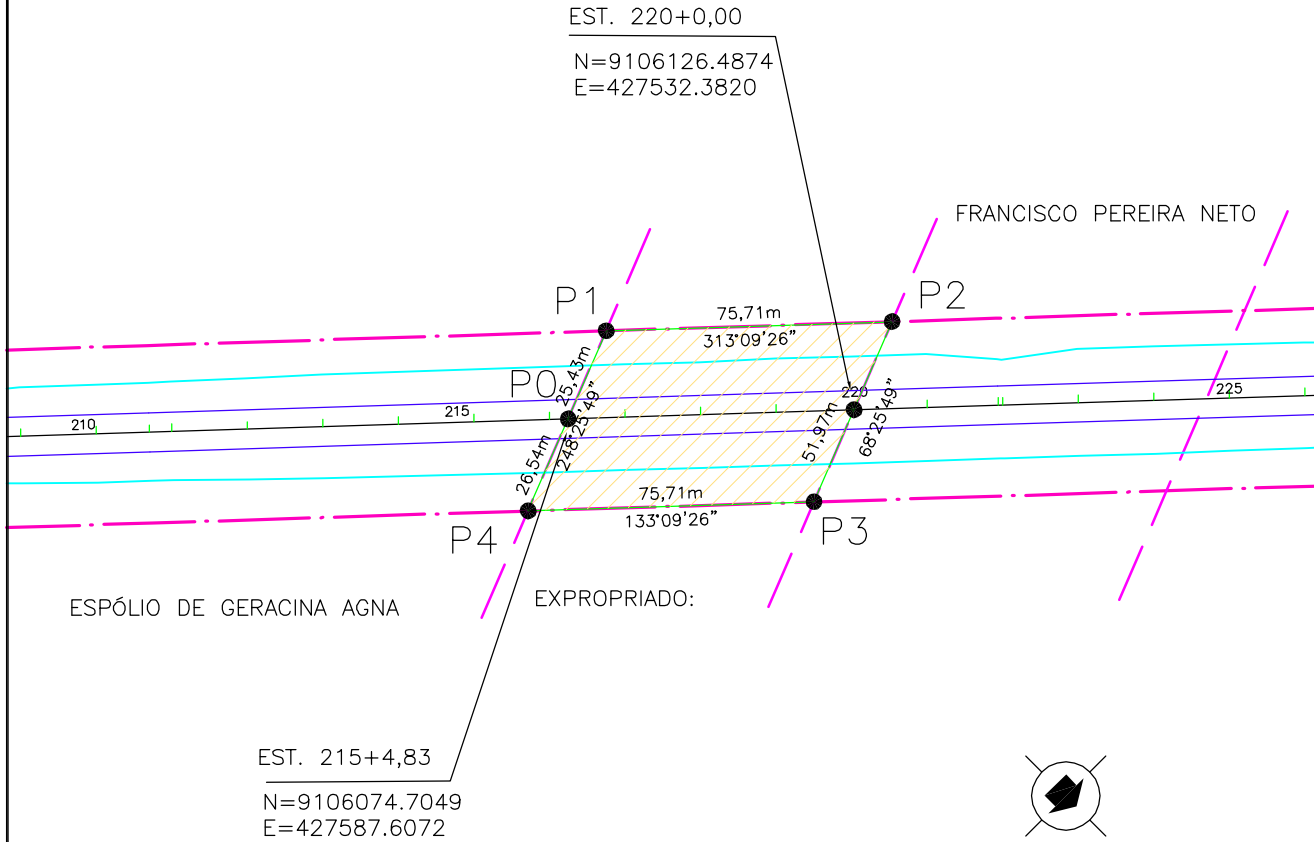 EST. 220+0,00
N=9106126.4874
E=427532.3820
FRANCISCO PEREIRA NETO
P1
P2
75,71m
313°09'26"
25,43m
P0
248°25'49"
26,54m
51,97m
68°25'49"
210
215
220
225
75,71m
133°09'26"
P4
P3
ESPÓLIO DE GERACINA AGNA
EXPROPRIADO:
EST. 215+4,83
N=9106074.7049
E=427587.6072